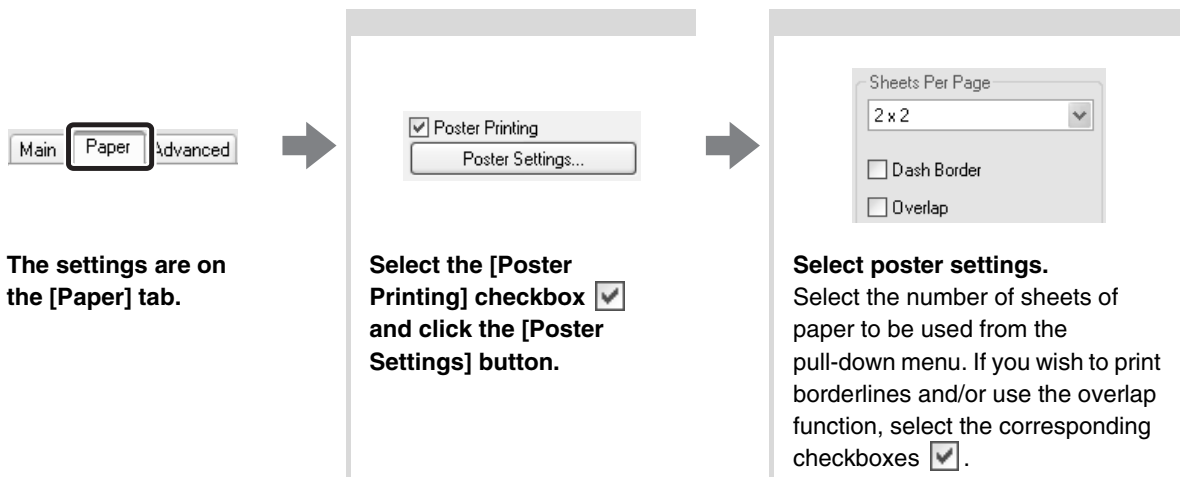 Main Paper Advanced
The settings are on
the [Paper] tab.
Poster Printing
Poster Settings...
Select the [Poster
Printing] checkbox
and click the [Poster
Settings] button.
Sheets Per Page
2 x 2
Dash Border
Overlap
Select poster settings.
Select the number of sheets of
paper to be used from the
pull-down menu. If you wish to print
borderlines and/or use the overlap
function, select the corresponding
checkboxes .